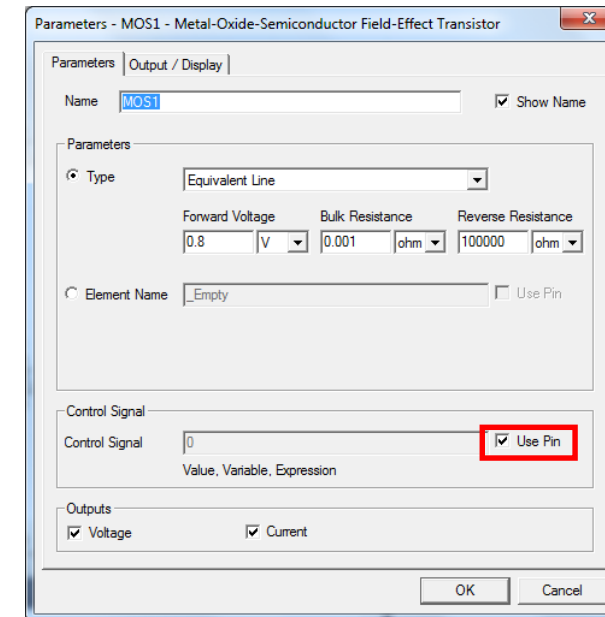 Parameters - MOS1 - Metal-Oxide-Semiconductor Field-Effect Transistor
Parameters Output / Display
Name MOS1 Show Name
Parameters
Type Equivalent Line
Forward Voltage Bulk Resistance Reverse Resistance
0.8 V 0.001 ohm 100000 ohm
Element Name _Empty Use Pin
Control Signal
Control Signal 0 Use Pin
Value, Variable, Expression
Outputs
Voltage Current
OK Cancel